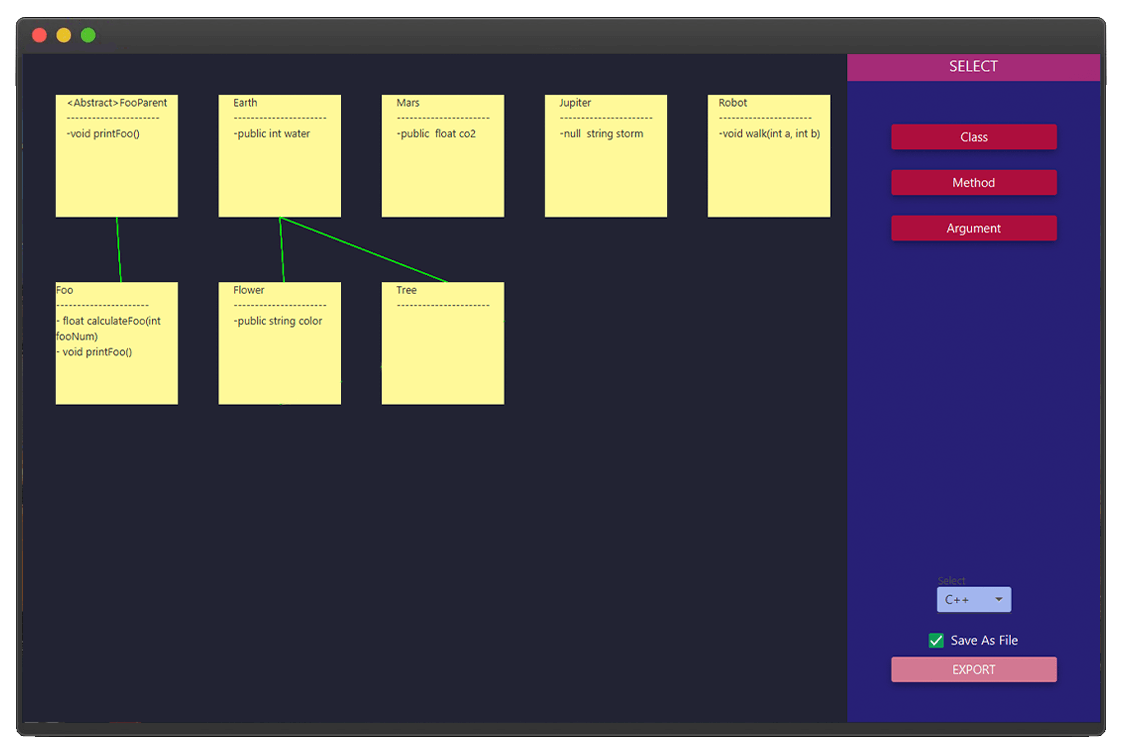 SELECT
<Abstract>FooParent
---------------------
-void printFoo()
Earth
---------------------
-public int water
Mars
---------------------
-public  float co2
Jupiter
---------------------
-null  string storm
Robot
---------------------
-void walk(int a, int b)
Class
Method
Argument
Foo
---------------------
- float calculateFoo(int
fooNum)
- void printFoo()
Flower
---------------------
-public string color
Tree
---------------------
Select
C++
Save As File
EXPORT